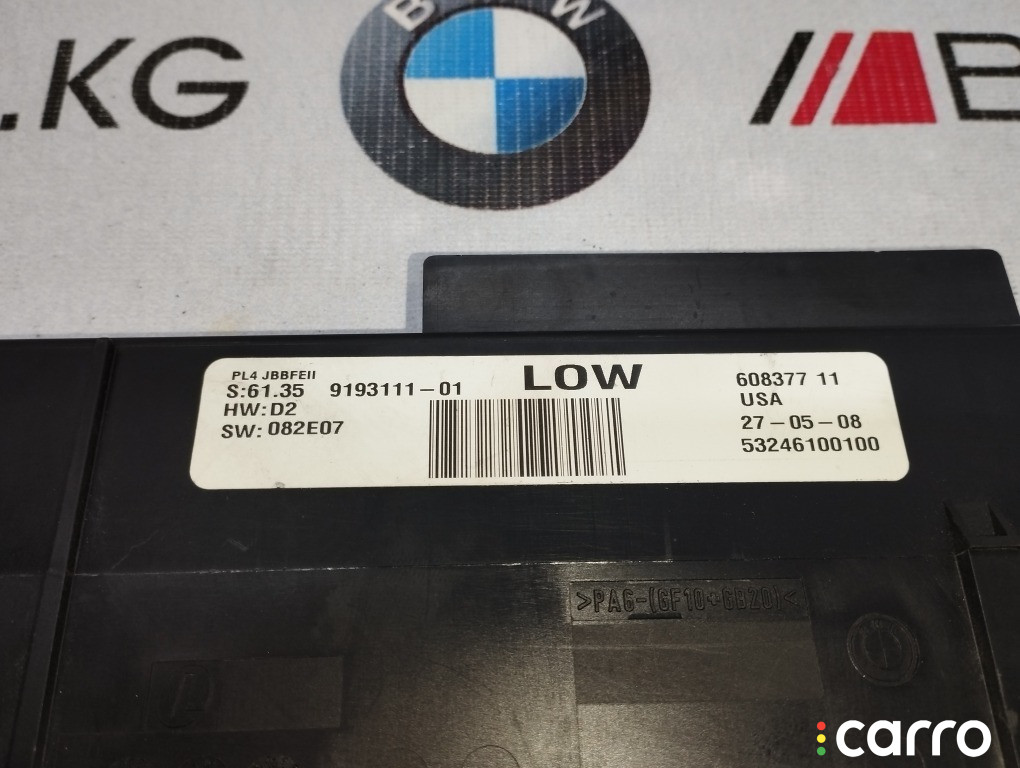 .KG
BMW
B
PL4 JBBFEII
S:61.35 9193111-01
HW:D2
SW: 082E07
LOW
608377 11
USA
27-05-08
53246100100
>PA6-(GF10+GB20)<
carro